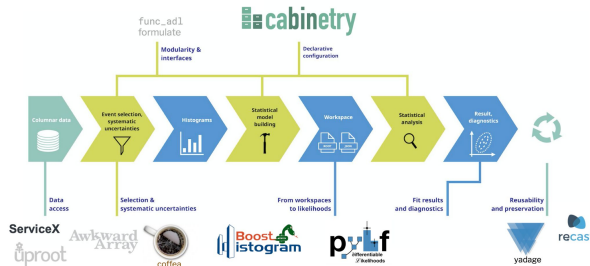 func_adl
formulate
cabinetry
Modularity &
interfaces
Declarative
configuration
Columnar data
Event selection,
systematic
uncertainties
Histograms
Statistical
model
building
Workspace
Statistical
analysis
Result,
diagnostics
Data
access
Selection &
systematic uncertainties
From workspaces
to likelihoods
Fit results
and diagnostics
Reusability
and preservation
ServiceX
uproot
Awkward
Array
coffea
Boost
Histogram
pyhf
differentiable
likelihoods
yadage
recas